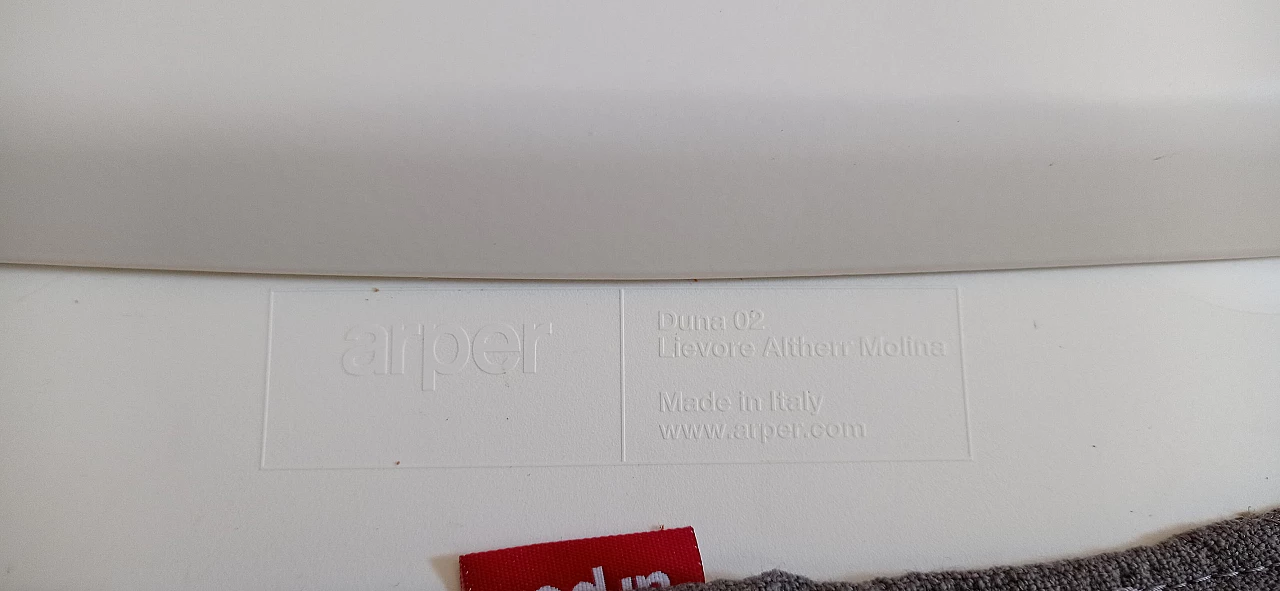 arper
Duna 02
Lievore Altherr Molina
Made in Italy
www.arper.com